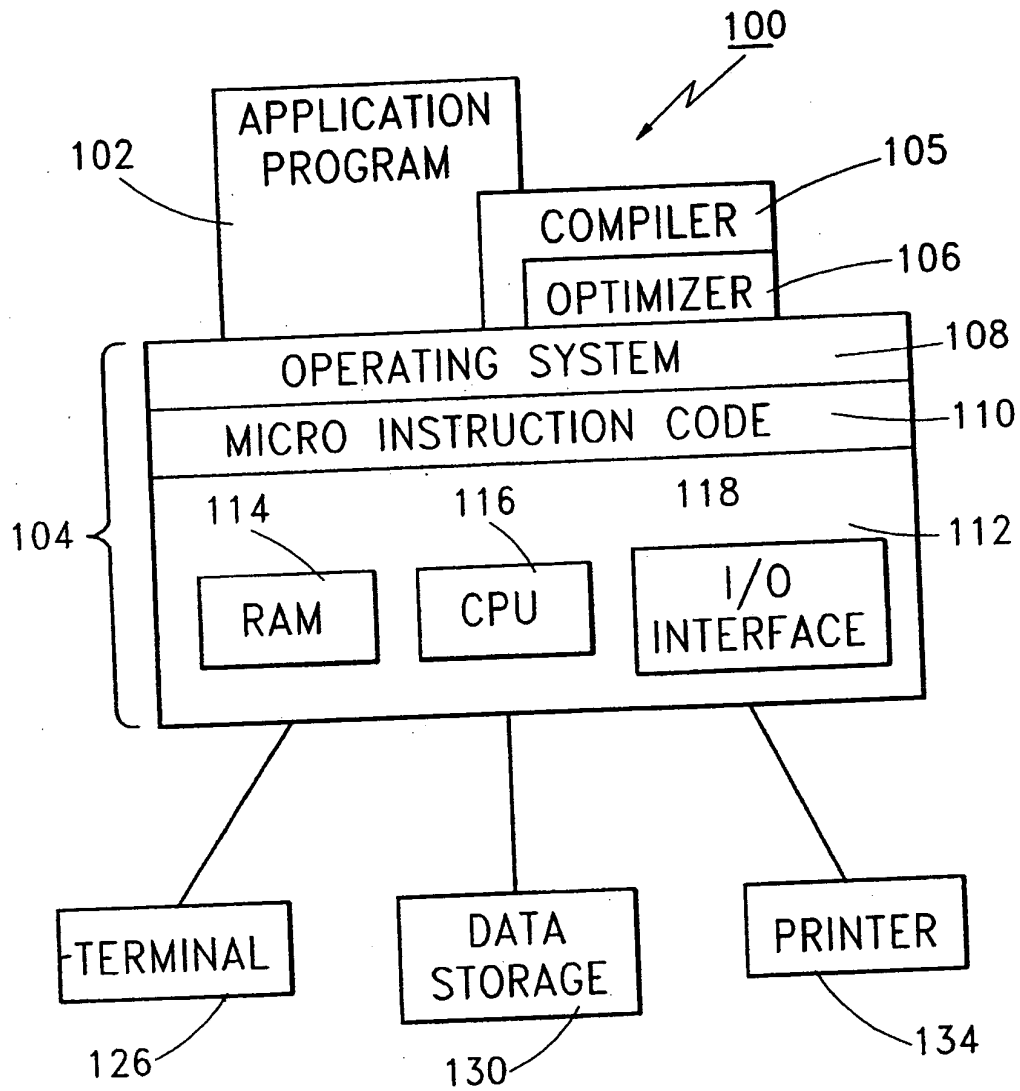 100
APPLICATION
PROGRAM
102
105
COMPILER
106
OPTIMIZER
OPERATING SYSTEM
108
MICRO INSTRUCTION CODE
110
104
114
116
118
112
RAM
CPU
I/O
INTERFACE
TERMINAL
DATA
STORAGE
PRINTER
126
130
134